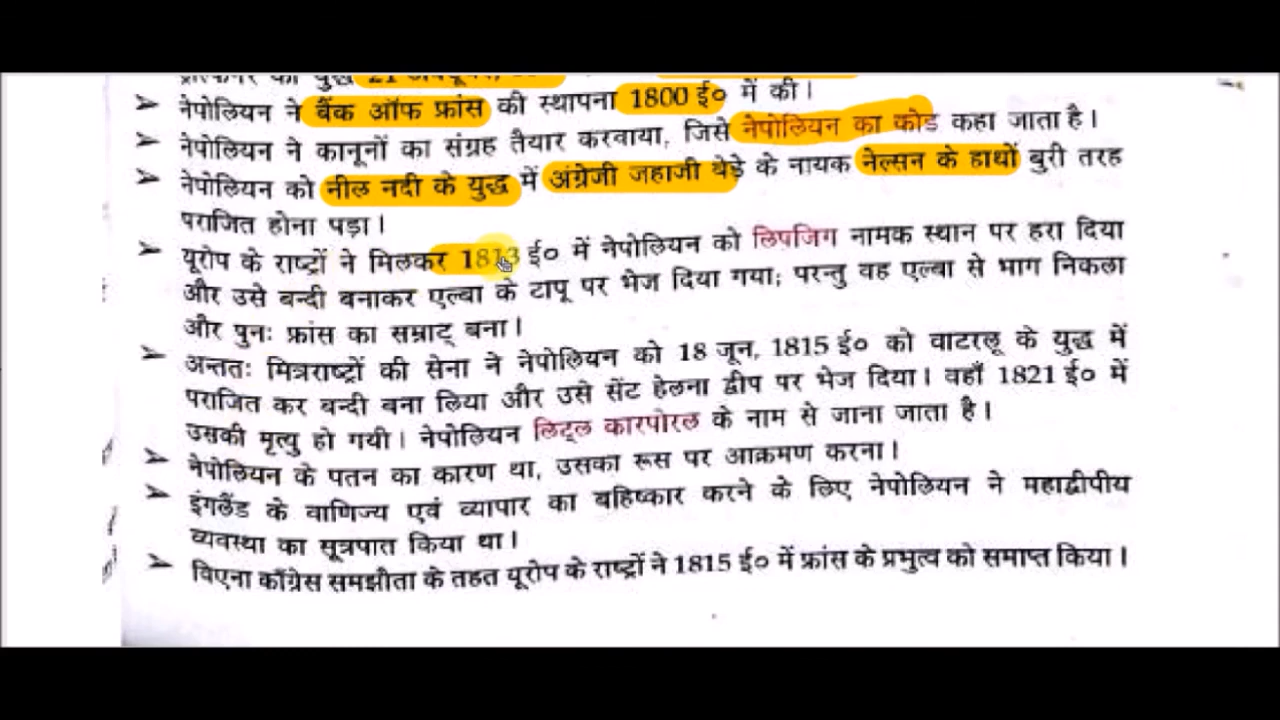 का युद्ध 21
➢ नेपोलियन ने बैंक ऑफ फ्रांस की स्थापना 1800 ई० में की।
➢ नेपोलियन ने कानूनों का संग्रह तैयार करवाया, जिसे नेपोलियन का कोड कहा जाता है।
➢ नेपोलियन को नील नदी के युद्ध में अंग्रेजी जहाजी बेड़े के नायक नेल्सन के हाथों बुरी तरह
पराजित होना पड़ा।
➢ यूरोप के राष्ट्रों ने मिलकर 1813 ई० में नेपोलियन को लिपजिग नामक स्थान पर हरा दिया
और उसे बन्दी बनाकर एल्बा के टापू पर भेज दिया गया; परन्तु वह एल्बा से भाग निकला
और पुनः फ्रांस का सम्राट् बना।
➢ अन्ततः मित्रराष्ट्रों की सेना ने नेपोलियन को 18 जून, 1815 ई० को वाटरलू के युद्ध में
पराजित कर बन्दी बना लिया और उसे सेंट हेलना द्वीप पर भेज दिया। वहाँ 1821 ई० में
उसकी मृत्यु हो गयी। नेपोलियन लिट्ल कारपोरल के नाम से जाना जाता है।
➢ नेपोलियन के पतन का कारण था, उसका रूस पर आक्रमण करना।
➢ इंगलैंड के वाणिज्य एवं व्यापार का बहिष्कार करने के लिए नेपोलियन ने महाद्वीपीय
व्यवस्था का सूत्रपात किया था।
➢ विएना काँग्रेस समझौता के तहत यूरोप के राष्ट्रों ने 1815 ई० में फ्रांस के प्रभुत्व को समाप्त किया।